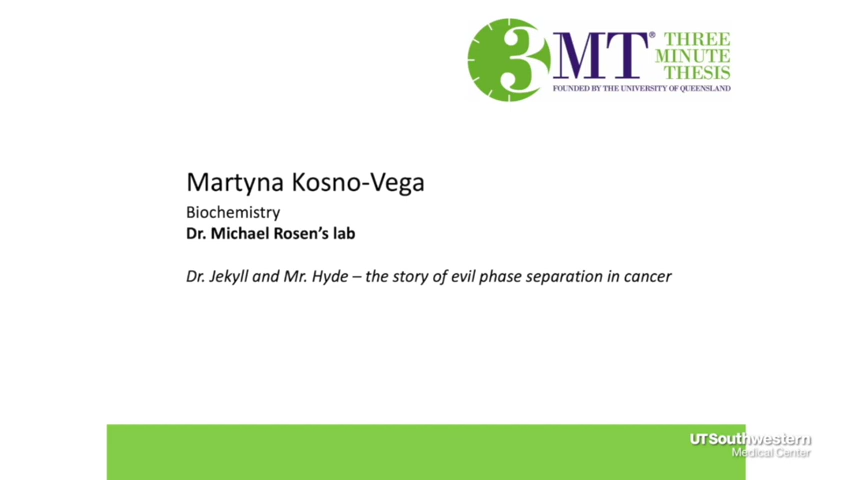 3MT® THREE
MINUTE
THESIS
FOUNDED BY THE UNIVERSITY OF QUEENSLAND
Martyna Kosno-Vega
Biochemistry
Dr. Michael Rosen’s lab
Dr. Jekyll and Mr. Hyde – the story of evil phase separation in cancer
UTSouthwestern
Medical Center